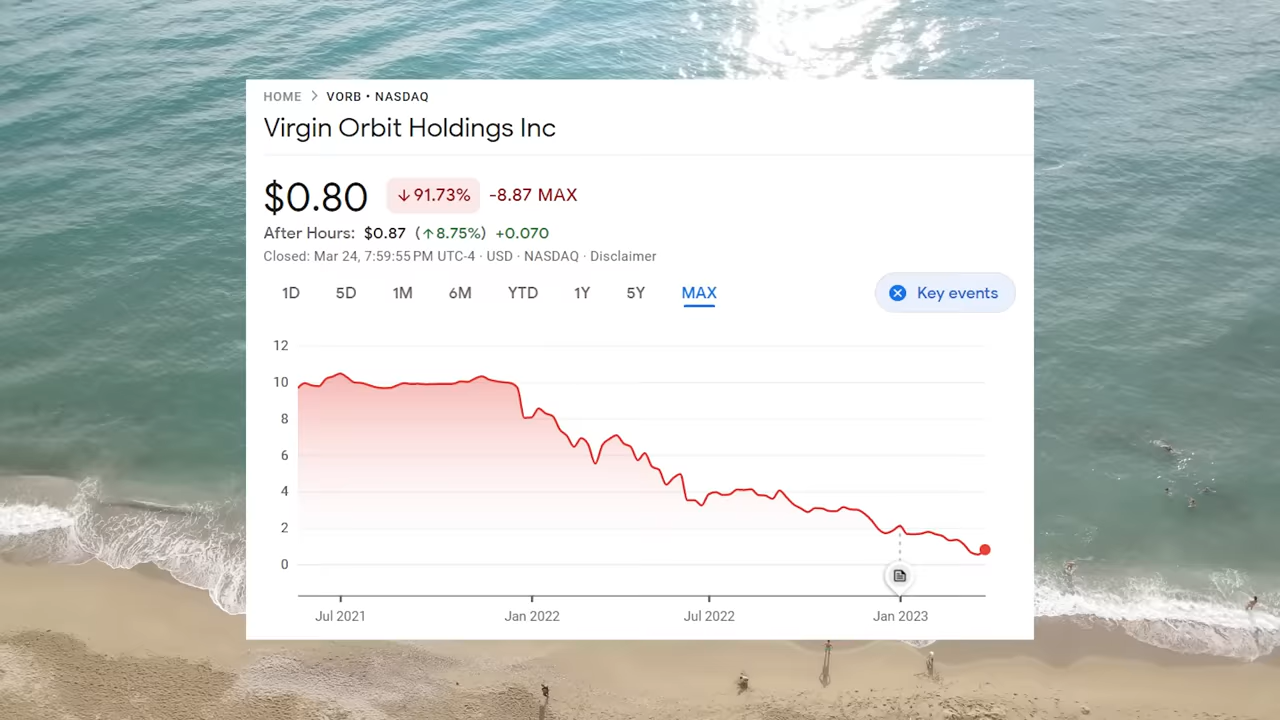 HOME > VORB • NASDAQ
Virgin Orbit Holdings Inc
$0.80 ↓ 91.73% -8.87 MAX
After Hours: $0.87 (↑ 8.75%) +0.070
Closed: Mar 24, 7:59:55 PM UTC-4 · USD · NASDAQ · Disclaimer
1D 5D 1M 6M YTD 1Y 5Y MAX Key events
12
10
8
6
4
2
0
Jul 2021 Jan 2022 Jul 2022 Jan 2023